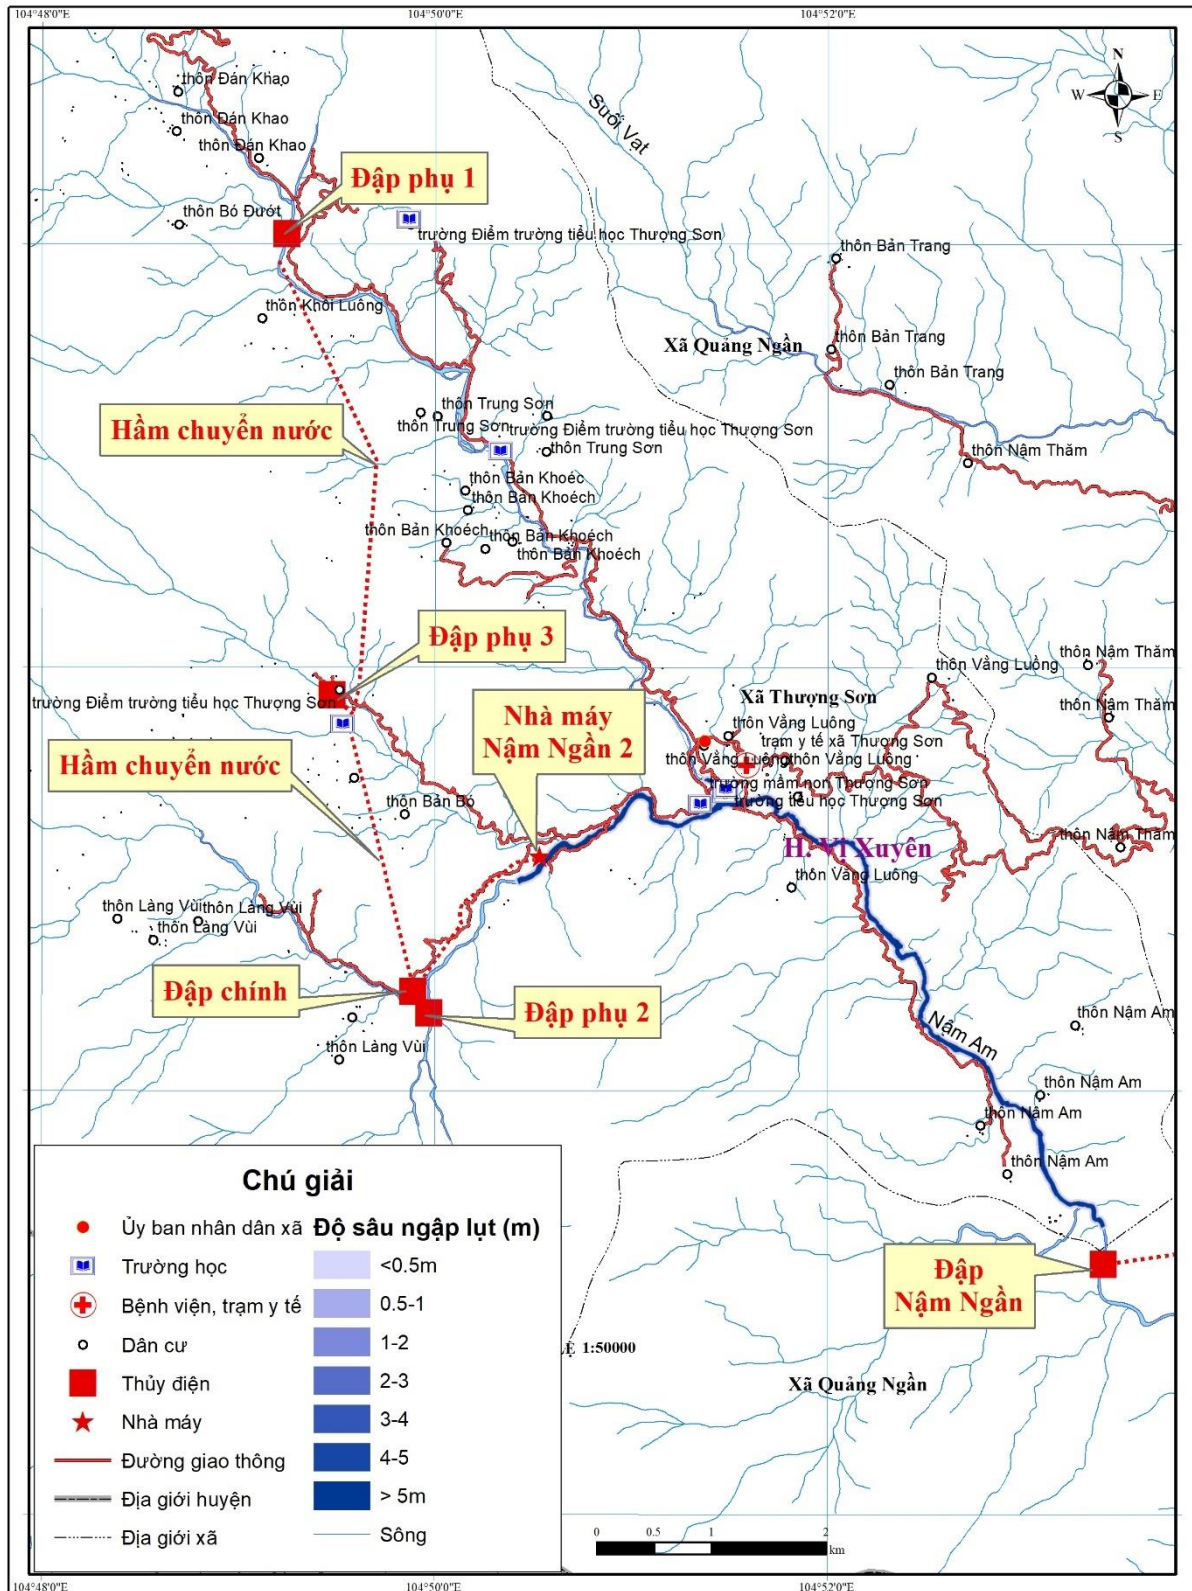 104°48'0"E
104°50'0"E
104°52'0"E
N
W
E
S
Suối Vạt
thôn Đán Khao
thôn Đán Khao
thôn Đán Khao
Đập phụ 1
thôn Bó Đướt
trường Điểm trường tiểu học Thượng Sơn
thôn Bản Trang
thôn Khôi Luông
Xã Quảng Ngần
thôn Bản Trang
thôn Bản Trang
Hầm chuyển nước
thôn Trung Sơn
thôn Trung Sơn
trường Điểm trường tiểu học Thượng Sơn
thôn Trung Sơn
thôn Nậm Thăm
thôn Bản Khoéc
thôn Bản Khoéch
thôn Bản Khoéch
thôn Bản Khoéch
thôn Bản Khoéch
Đập phụ 3
thôn Nậm Thăm
thôn Vằng Luông
trường Điểm trường tiểu học Thượng Sơn
Xã Thượng Sơn
thôn Nậm Thăm
Nhà máy
Nậm Ngần 2
thôn Vằng Luông
trạm y tế xã Thượng Sơn
thôn Vằng Luông
thôn Vằng Luông
Hầm chuyển nước
trường mầm non Thượng Sơn
trường tiểu học Thượng Sơn
thôn Bản Bó
H. Vị Xuyên
thôn Nậm Thăm
thôn Vằng Luông
thôn Làng Vùi
thôn Làng Vùi
thôn Làng Vùi
Đập chính
Đập phụ 2
Nậm Am
thôn Nậm Am
thôn Làng Vùi
thôn Nậm Am
thôn Nậm Am
thôn Nậm Am
Đập
Nậm Ngần
Chú giải
Ủy ban nhân dân xã
Trường học
Bệnh viện, trạm y tế
Dân cư
Thủy điện
Nhà máy
Đường giao thông
Địa giới huyện
Địa giới xã
Độ sâu ngập lụt (m)
<0.5m
0.5-1
1-2
2-3
3-4
4-5
> 5m
Sông
LỆ 1:50000
Xã Quảng Ngần
0 0.5 1 2
km
104°48'0"E
104°50'0"E
104°52'0"E